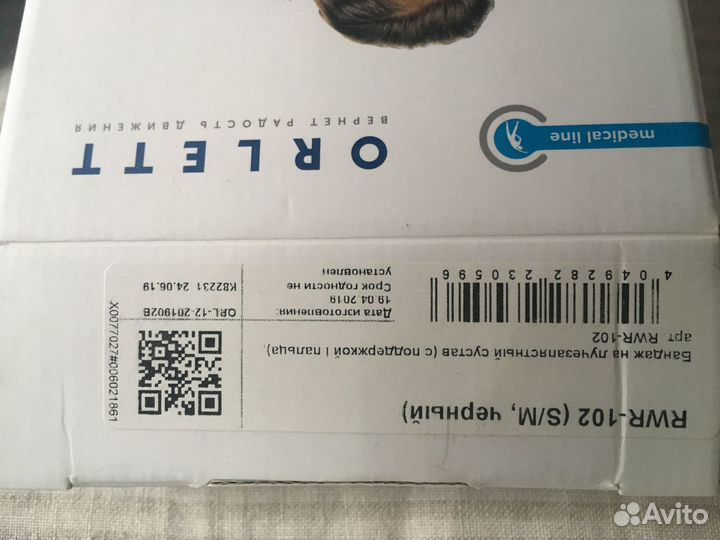 RWR-102 (S/M, черный)
Бандаж на лучезапястный сустав (с поддержкой I пальца),
арт. RWR-102
4 049282 230596
Дата изготовления:
19.04.2019
Срок годности не
установлен
QRL-12-201902B
K82231 24.06.19
X0077027#006021861
ORLETT
ВЕРНЕТ РАДОСТЬ ДВИЖЕНИЯ
medical line
Avito